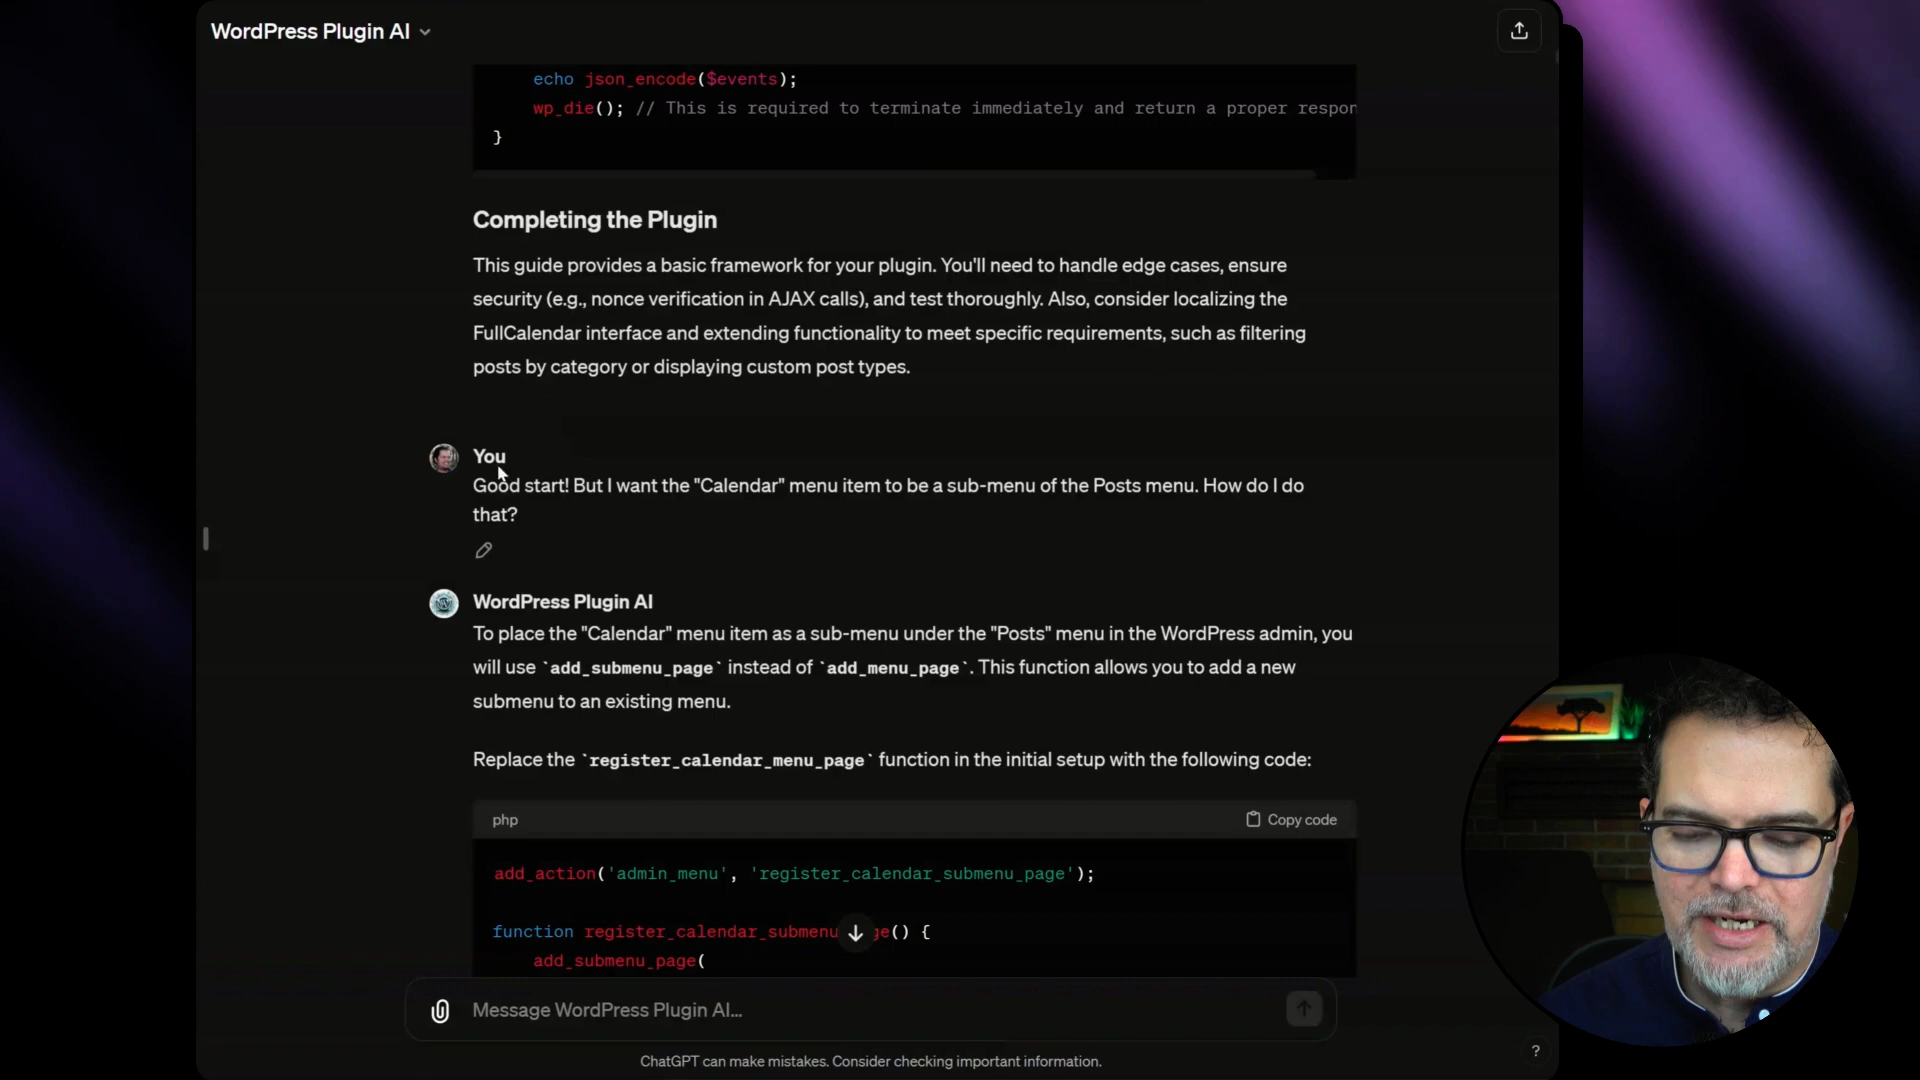 WordPress Plugin AI
echo json_encode($events);
wp_die(); // This is required to terminate immediately and return a proper respon
}
Completing the Plugin
This guide provides a basic framework for your plugin. You'll need to handle edge cases, ensure
security (e.g., nonce verification in AJAX calls), and test thoroughly. Also, consider localizing the
FullCalendar interface and extending functionality to meet specific requirements, such as filtering
posts by category or displaying custom post types.
You
Good start! But I want the "Calendar" menu item to be a sub-menu of the Posts menu. How do I do
that?
WordPress Plugin AI
To place the "Calendar" menu item as a sub-menu under the "Posts" menu in the WordPress admin, you
will use `add_submenu_page` instead of `add_menu_page`. This function allows you to add a new
submenu to an existing menu.
Replace the `register_calendar_menu_page` function in the initial setup with the following code:
php
Copy code
add_action('admin_menu', 'register_calendar_submenu_page');
function register_calendar_submenu ge() {
add_submenu_page(
Message WordPress Plugin AI...
ChatGPT can make mistakes. Consider checking important information.
?